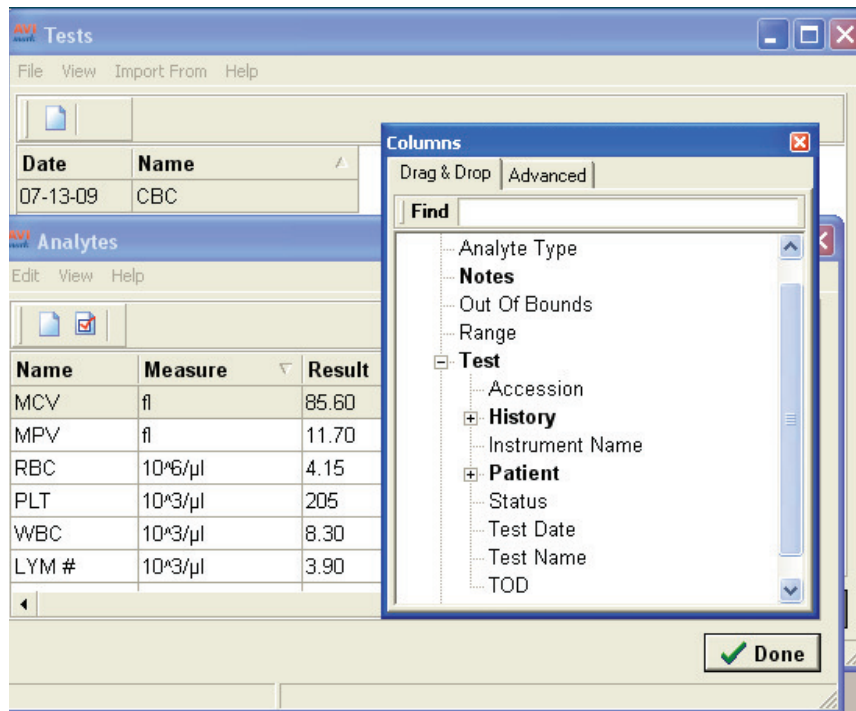 AVI mark Tests
File View Import From Help
Date Name
07-13-09 CBC
AVI mark Analytes
Edit View Help
Name Measure Result
MCV fl 85.60
MPV fl 11.70
RBC 10^6/µl 4.15
PLT 10^3/µl 205
WBC 10^3/µl 8.30
LYM # 10^3/µl 3.90
Columns
Drag & Drop Advanced
Find
Analyte Type
Notes
Out Of Bounds
Range
Test
Accession
History
Instrument Name
Patient
Status
Test Date
Test Name
TOD
Done